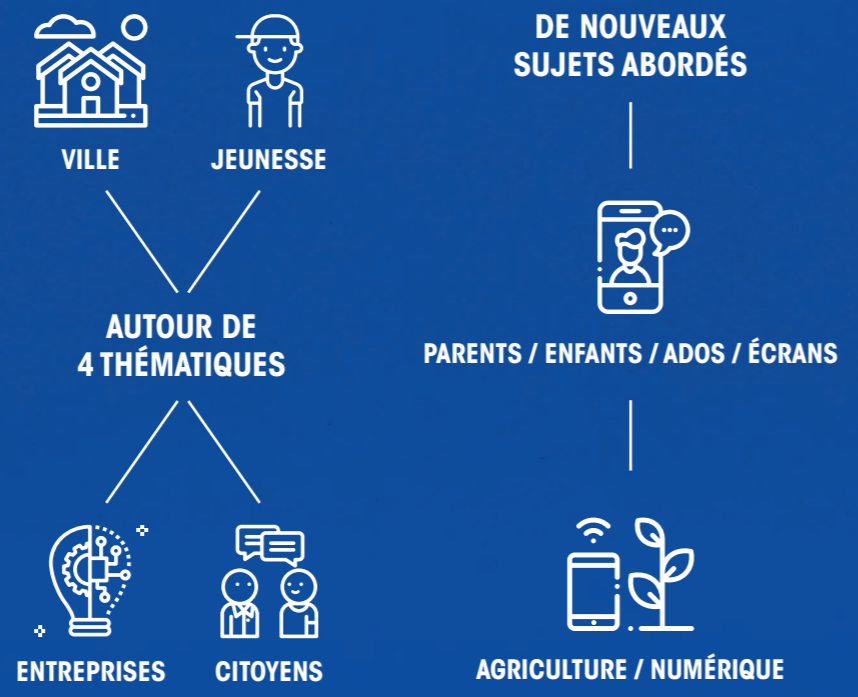 VILLE
JEUNESSE
AUTOUR DE
4 THÉMATIQUES
ENTREPRISES
CITOYENS
DE NOUVEAUX
SUJETS ABORDÉS
PARENTS / ENFANTS / ADOS / ÉCRANS
AGRICULTURE / NUMÉRIQUE